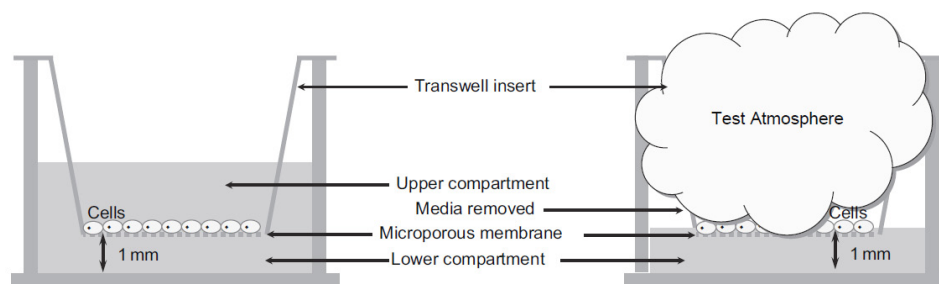 Transwell insert
Test Atmosphere
Upper compartment
Cells
Media removed
Cells
Microporous membrane
1 mm
Lower compartment
1 mm